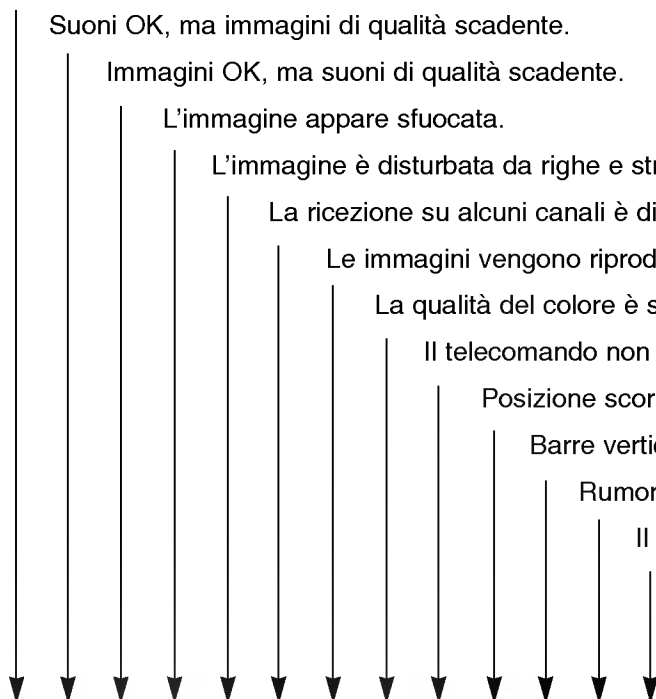 Suoni OK, ma immagini di qualità scadente.
Immagini OK, ma suoni di qualità scadente.
L'immagine appare sfuocata.
L'immagine è disturbata da righe e
La ricezione su alcuni canali è
Le immagini vengono
La qualità del colore è
Il telecomando non
Posizione
Barre